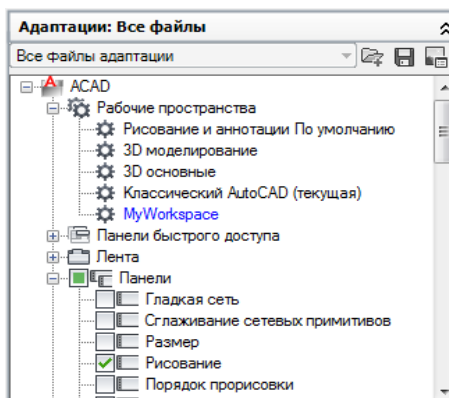 Адаптации: Все файлы
Все файлы адаптации
ACAD
Рабочие пространства
Рисование и аннотации По умолчанию
3D моделирование
3D основные
Классический AutoCAD (текущая)
MyWorkspace
Панели быстрого доступа
Лента
Панели
Гладкая сеть
Сглаживание сетевых примитивов
Размер
Рисование
Порядок прорисовки